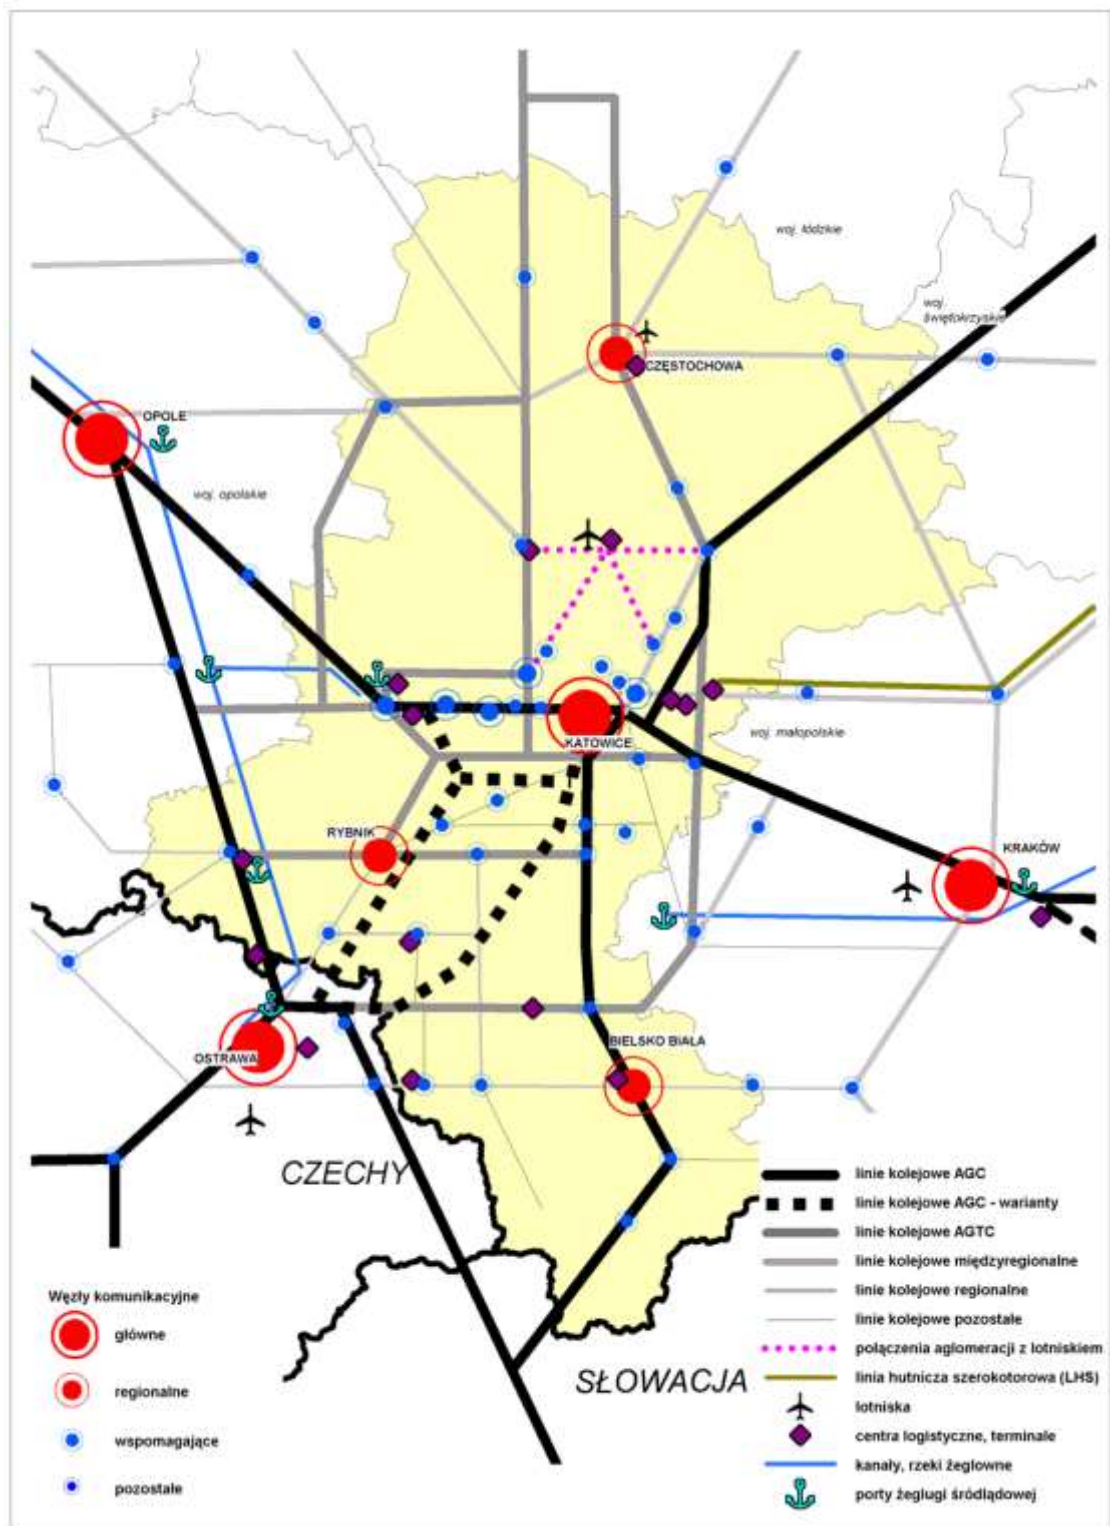 woj. łódzkie
woj.
świętokrzyskie
CZĘSTOCHOWA
OPOLE
woj. opolskie
KATOWICE
woj. małopolskie
RYBNIK
KRAKÓW
BIELSKO BIAŁA
OSTRAWA
CZECHY
SŁOWACJA
linie kolejowe AGC
linie kolejowe AGC - warianty
linie kolejowe AGTC
linie kolejowe międzyregionalne
linie kolejowe regionalne
linie kolejowe pozostałe
połączenia aglomeracji z lotniskiem
linia hutnicza szerokotorowa (LHS)
lotniska
centra logistyczne, terminale
kanały, rzeki żeglowne
porty żeglugi śródlądowej
Węzły komunikacyjne
główne
regionalne
wspomagające
pozostałe